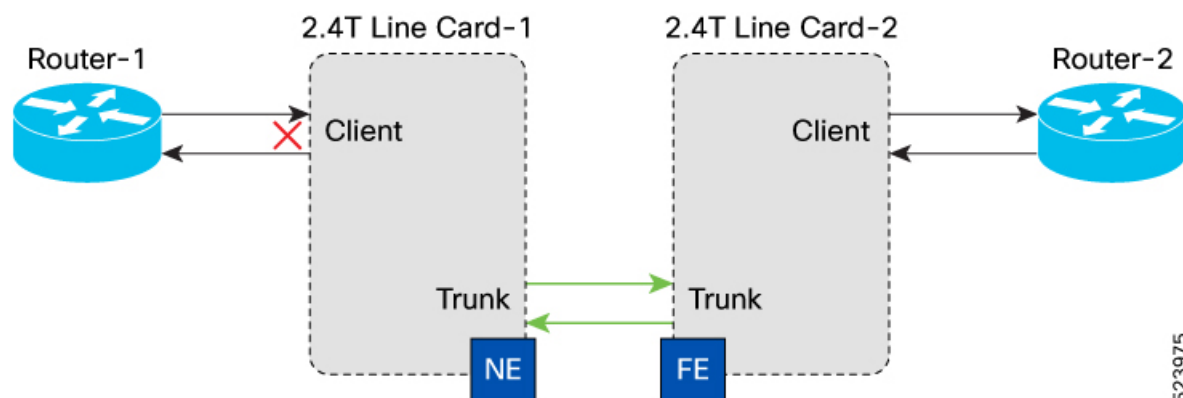 2.4T Line Card-1
2.4T Line Card-2
Router-1
Router-2
Client
Client
Trunk
Trunk
NE
FE
523975